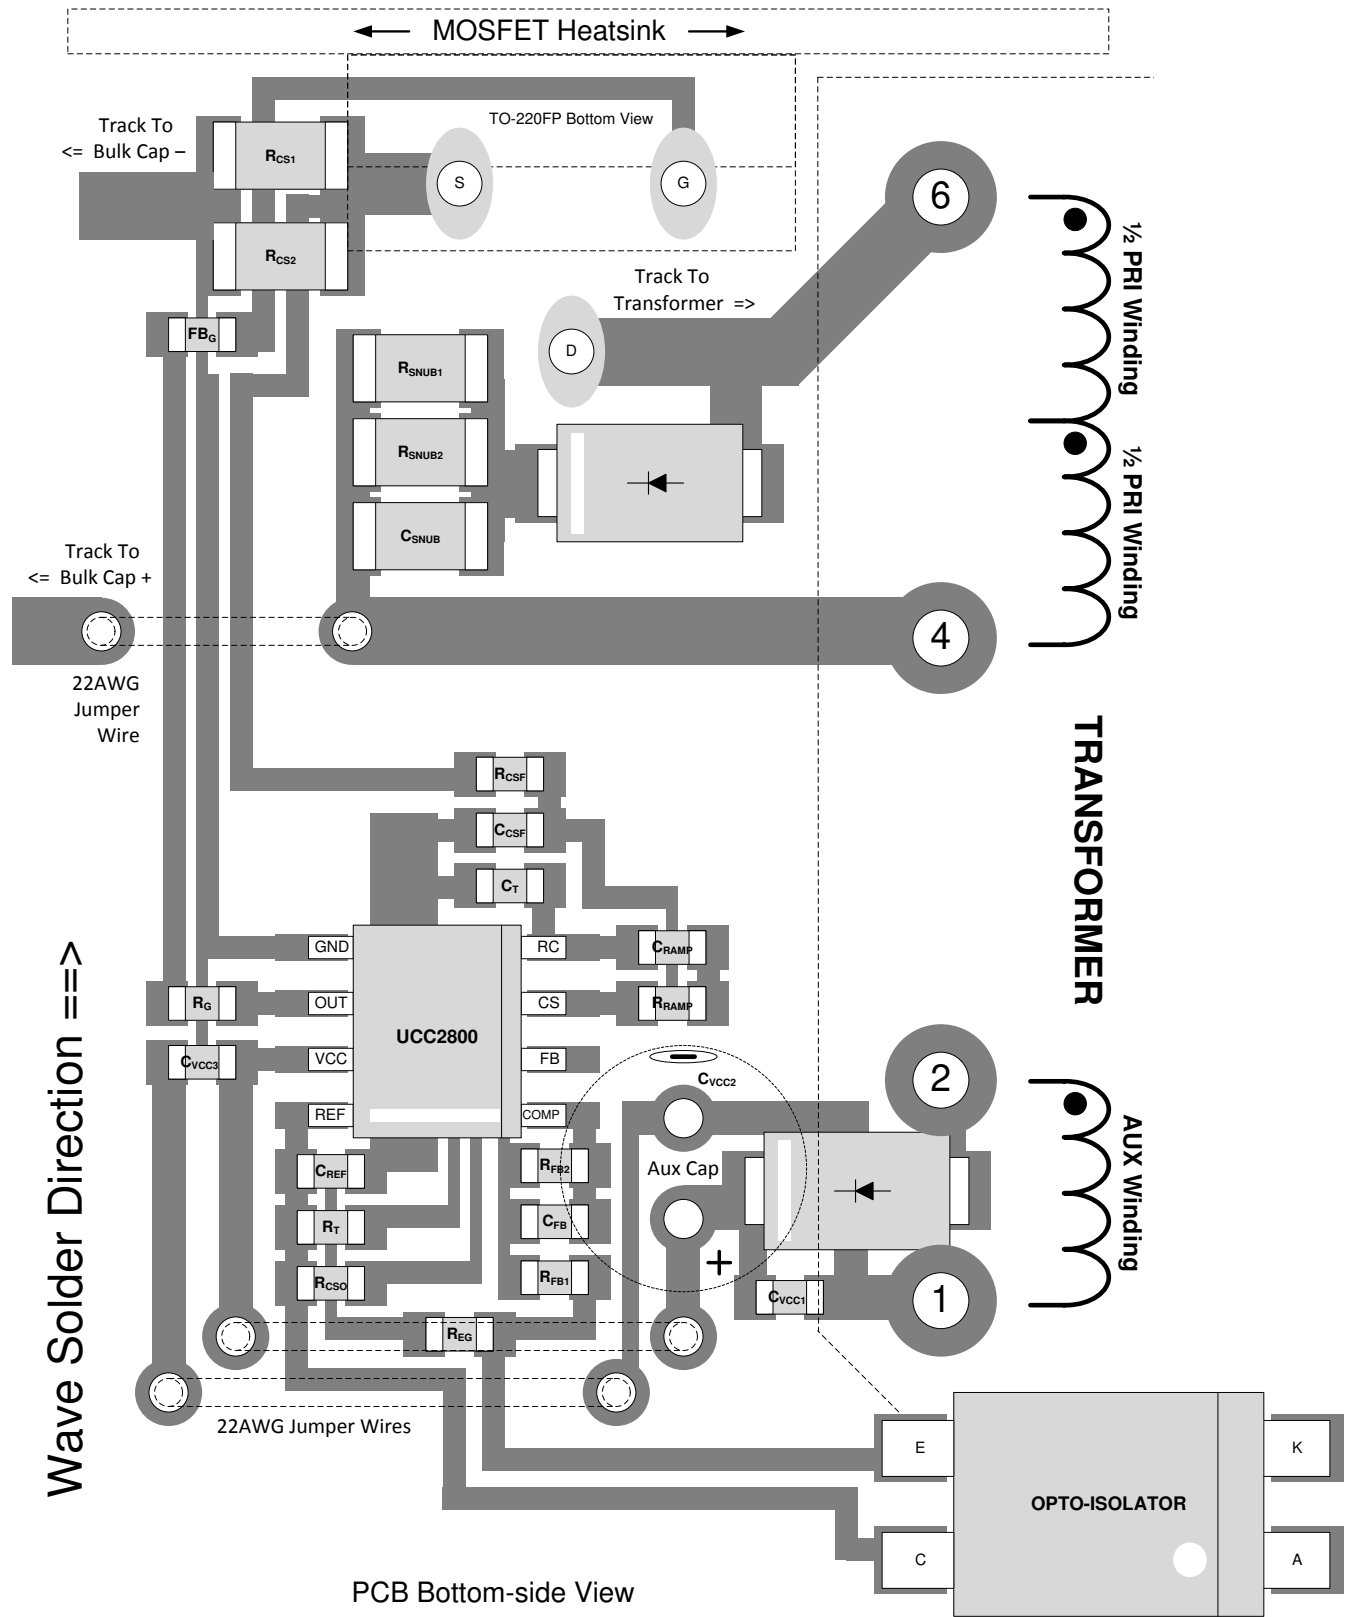 MOSFET Heatsink
Track To
<= Bulk Cap –
TO-220FP Bottom View
RCS1
S
G
6
RCS2
½ PRI Winding
Track To
Transformer =>
FBG
D
RSNUB1
RSNUB2
½ PRI Winding
CSNUB
Track To
<= Bulk Cap +
4
22AWG
Jumper
Wire
TRANSFORMER
RCSF
CCSF
CT
GND
RC
CRAMP
RG
OUT
CS
RRAMP
UCC2800
CVCC3
VCC
FB
CVCC2
2
REF
COMP
CREF
RFB2
Aux Cap
AUX Winding
RT
CFB
+
RCSO
RFB1
CVCC1
1
REG
22AWG Jumper Wires
Wave Solder Direction ==>
E
K
OPTO-ISOLATOR
C
A
PCB Bottom-side View